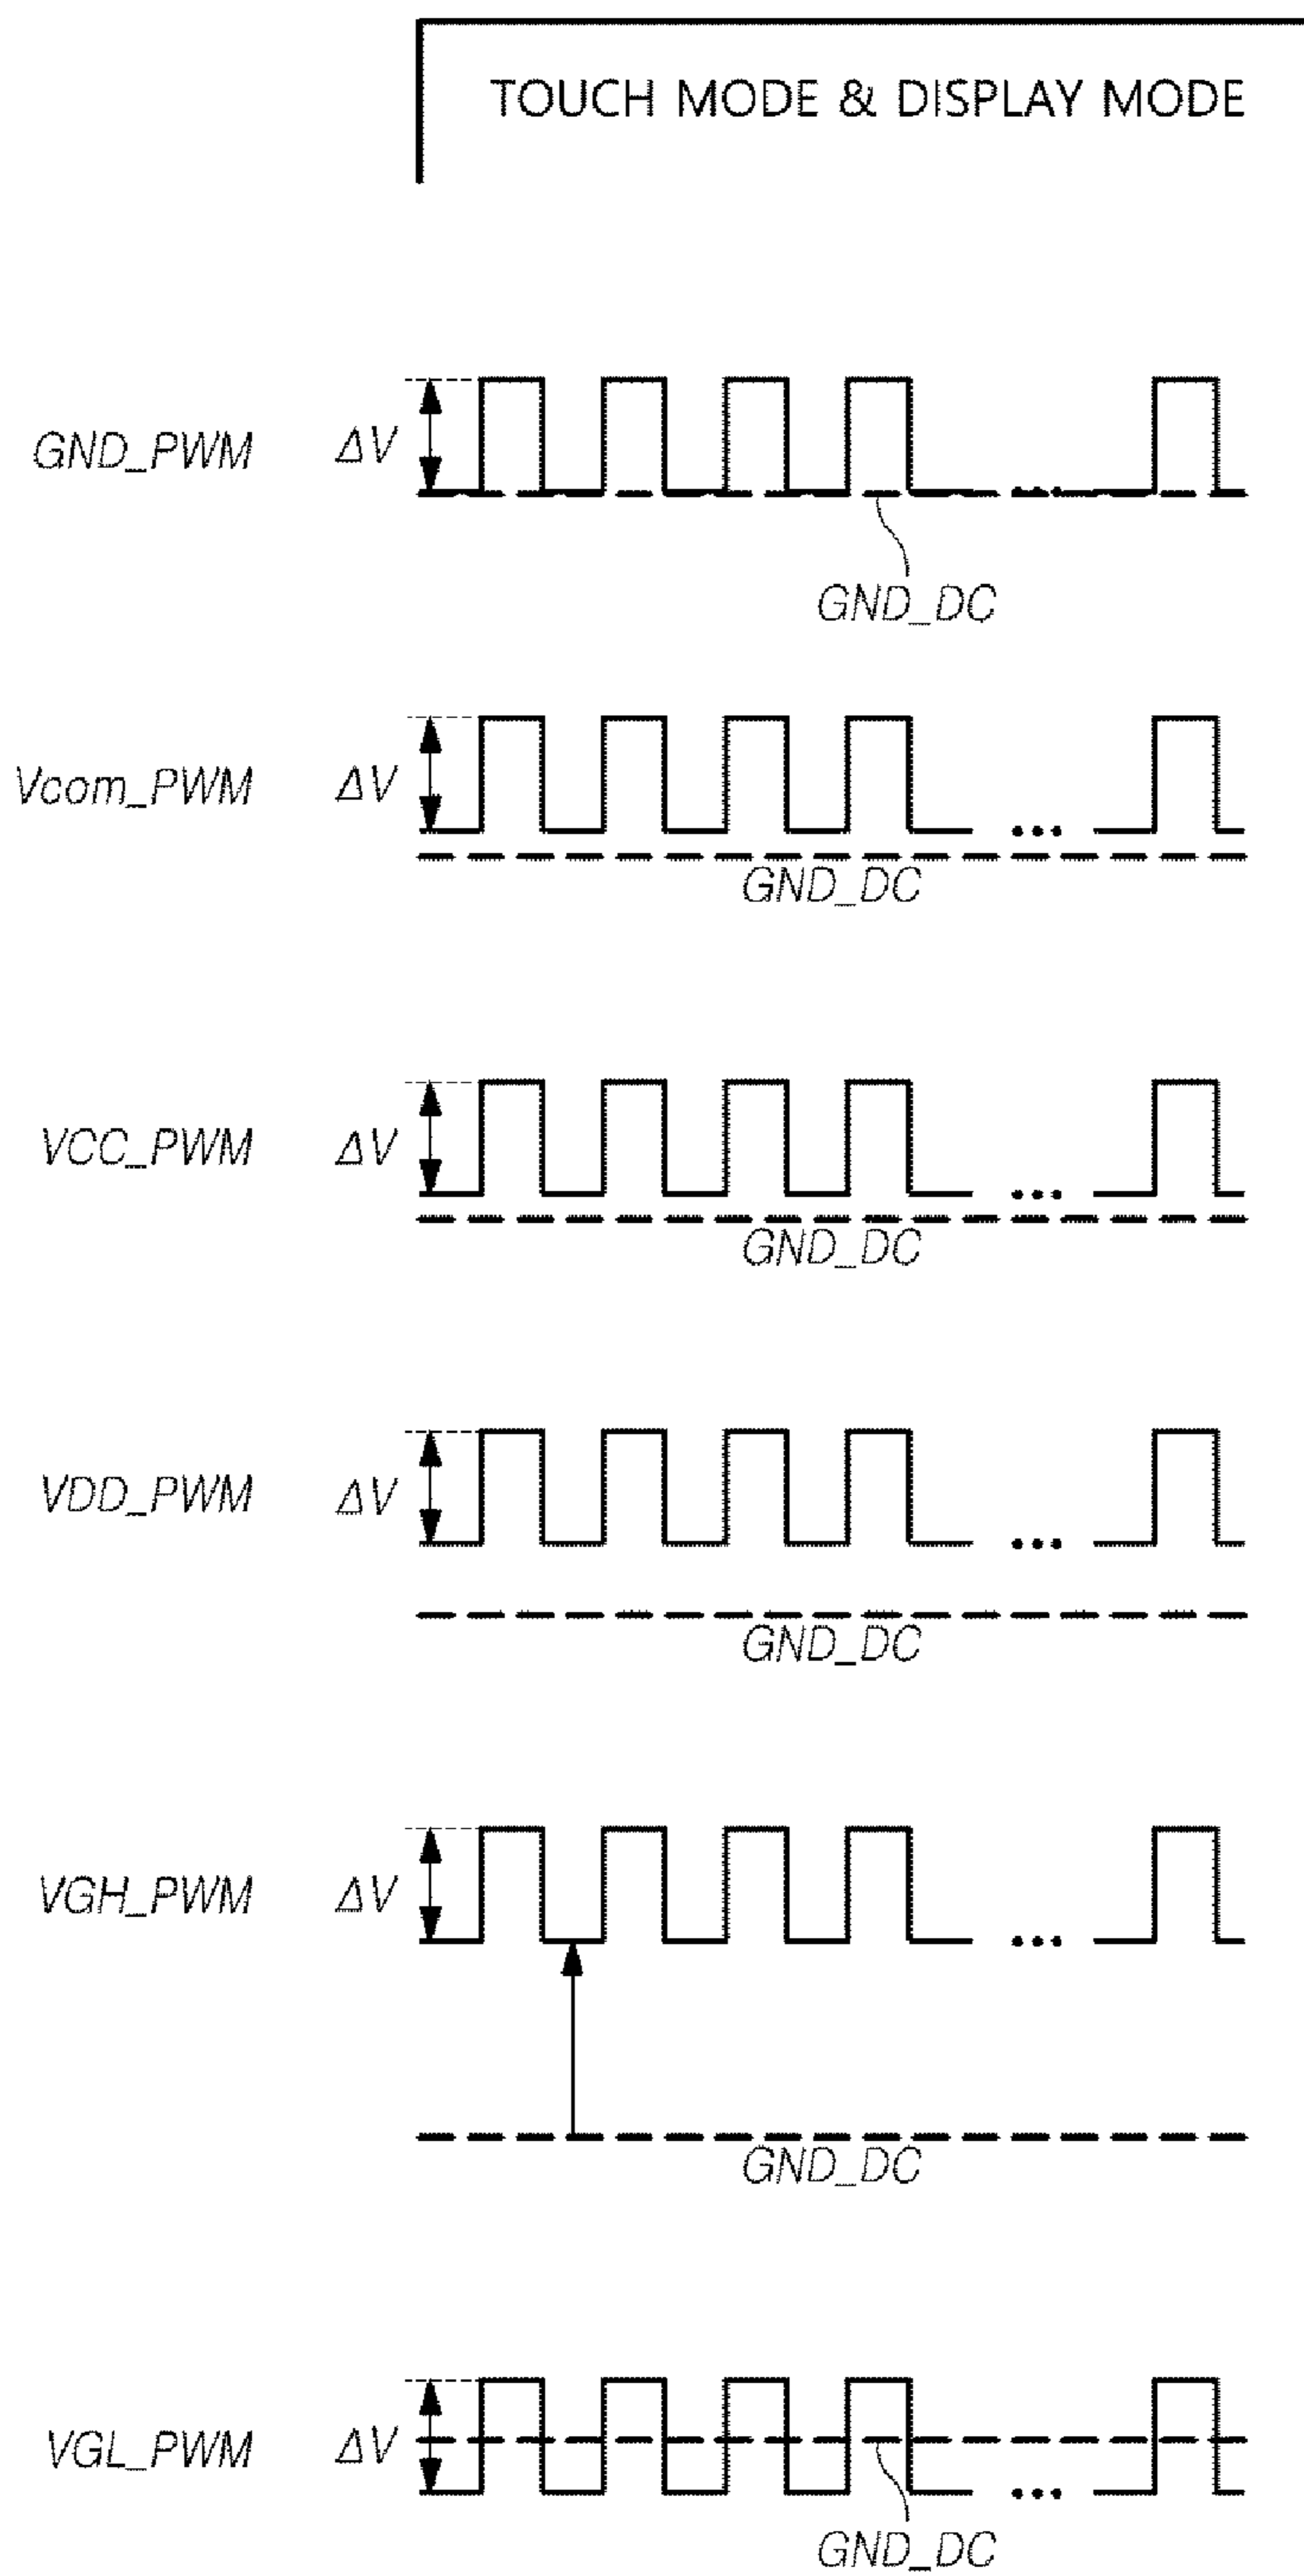 TOUCH MODE & DISPLAY MODE
GND_PWM ΔV
GND_DC
Vcom_PWM ΔV
GND_DC
VCC_PWM ΔV
GND_DC
VDD_PWM ΔV
GND_DC
VGH_PWM ΔV
GND_DC
VGL_PWM ΔV
GND_DC